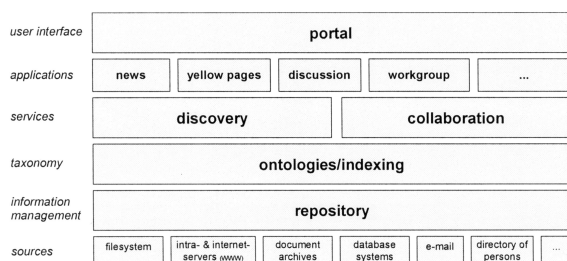 user interface portal
applications news yellow pages discussion workgroup ...
services discovery collaboration
taxonomy ontologies/indexing
information
management repository
sources filesystem intra- & internet- document database e-mail directory of ...
servers (WWW) archives systems persons